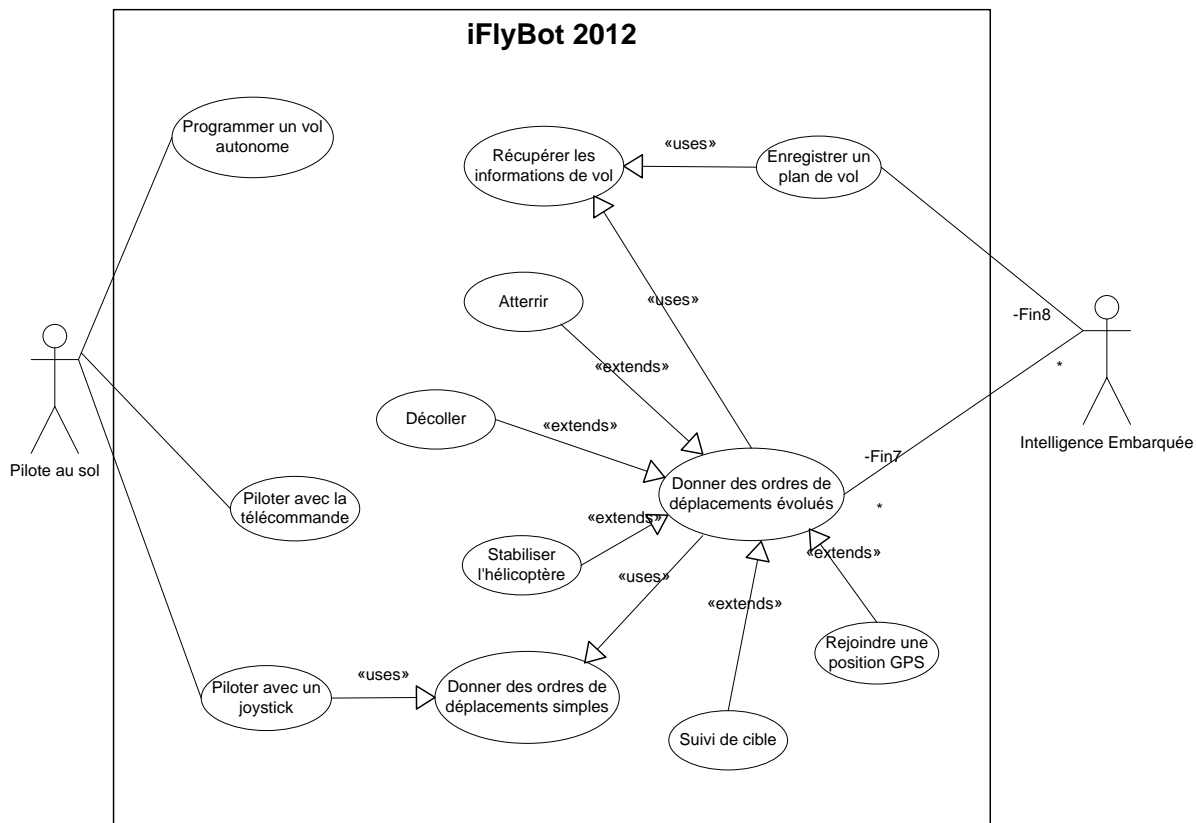 iFlyBot 2012
Programmer un vol
autonome
Récupérer les
informations de vol
«uses»
Enregistrer un
plan de vol
Atterrir
«uses»
-Fin8
«extends»
*
Pilote au sol
Intelligence Embarquée
Décoller
«extends»
-Fin7
Donner des ordres de
déplacements évolués
*
Piloter avec la
télécommande
«extends»
Stabiliser
l'hélicoptère
«uses»
«extends»
«extends»
Rejoindre une
position GPS
Piloter avec un
joystick
«uses»
Donner des ordres de
déplacements simples
Suivi de cible